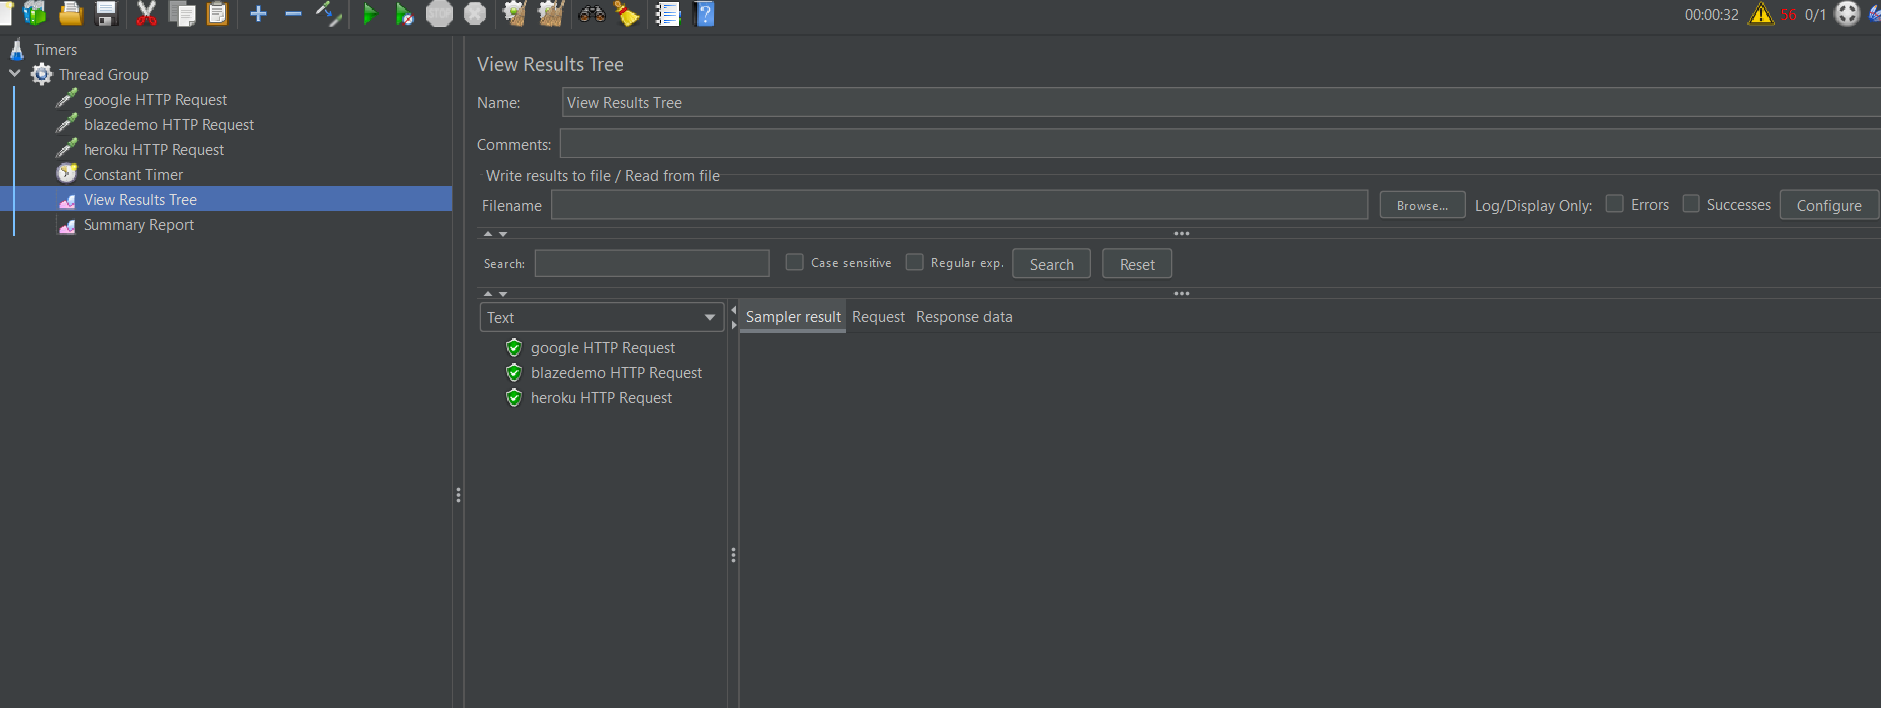 STOP
00:00:32 56 0/1
Timers
Thread Group
google HTTP Request
blazedemo HTTP Request
heroku HTTP Request
Constant Timer
View Results Tree
Summary Report
View Results Tree
Name: View Results Tree
Comments:
Write results to file / Read from file
Filename Browse... Log/Display Only: Errors Successes Configure
Search: Case sensitive Regular exp. Search Reset
Text
Sampler result Request Response data
google HTTP Request
blazedemo HTTP Request
heroku HTTP Request